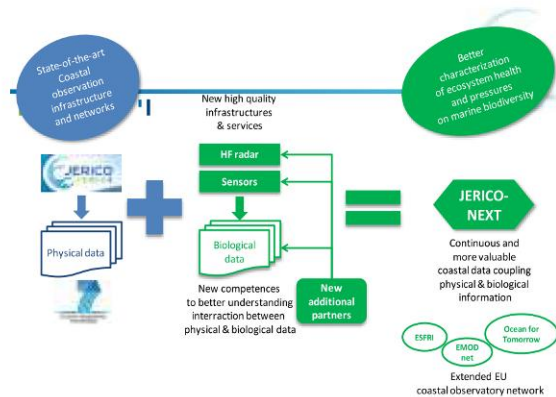 State-of-the-art
Coastal
observation
infrastructure
and networks
Better
characterization
of ecosystem health
and pressures
on marine biodiversity
New high quality
infrastructures
& services
JERICO
HF radar
Sensors
Physical data
Biological
data
New competences
to better understanding
interraction between
physical & biological data
New
additional
partners
JERICO-
NEXT
Continuous and
more valuable
coastal data coupling
physical & biological
information
ESFRI
EMOD
net
Ocean for
Tomorrow
Extended EU
coastal observatory network